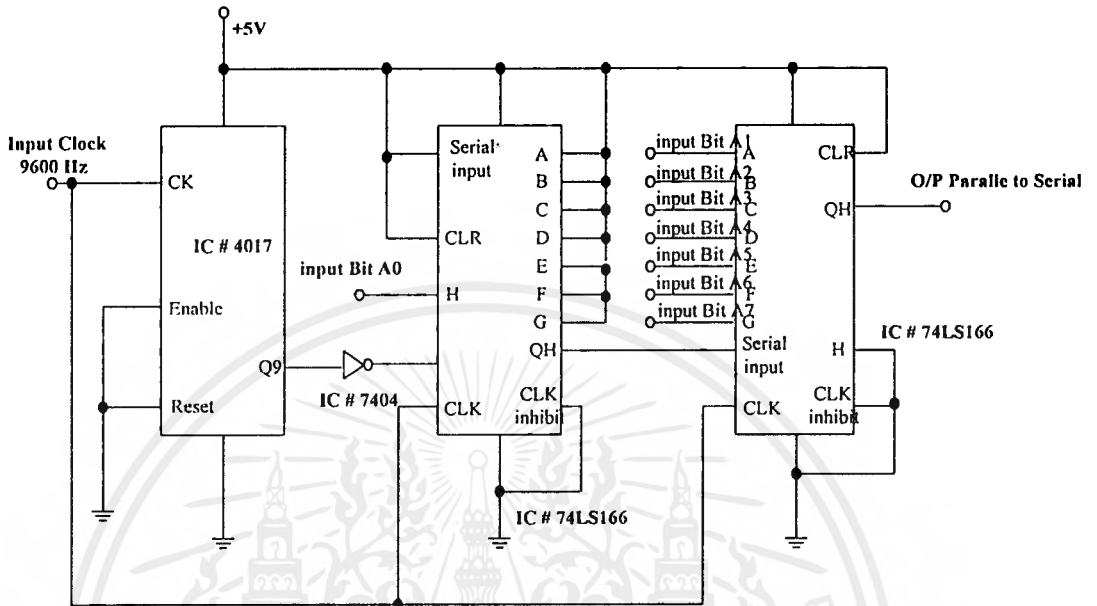 +5V
Input Clock
9600 Hz
CK
IC # 4017
Enable
Q9
Reset
IC # 7404
Serial
input
CLR
input Bit A0
H
CLK
A
B
C
D
E
F
G
QH
CLK
inhibit
IC # 74LS166
input Bit A1
input Bit A2
input Bit A3
input Bit A4
input Bit A5
input Bit A6
input Bit A7
A
B
C
D
E
F
G
Serial
input
CLK
CLR
QH
H
CLK
inhibit
O/P Paralle to Serial
IC # 74LS166